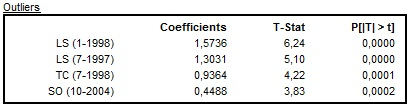 Outliers
Coefficients T-Stat P[|T| > t]
LS (1-1998) 1,5736 6,24 0,0000
LS (7-1997) 1,3031 5,10 0,0000
TC (7-1998) 0,9364 4,22 0,0001
SO (10-2004) 0,4488 3,83 0,0002